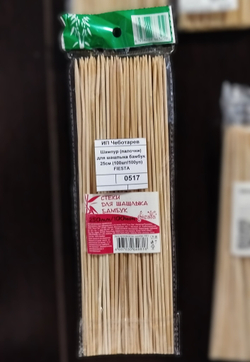 ИП Чеботарев
Шампур (палочки)
для шашлыка бамбук
25см (100шт/100уп)
FIESTA
0517
СТЕКИ
ДЛЯ ШАШЛЫКА
БАМБУК